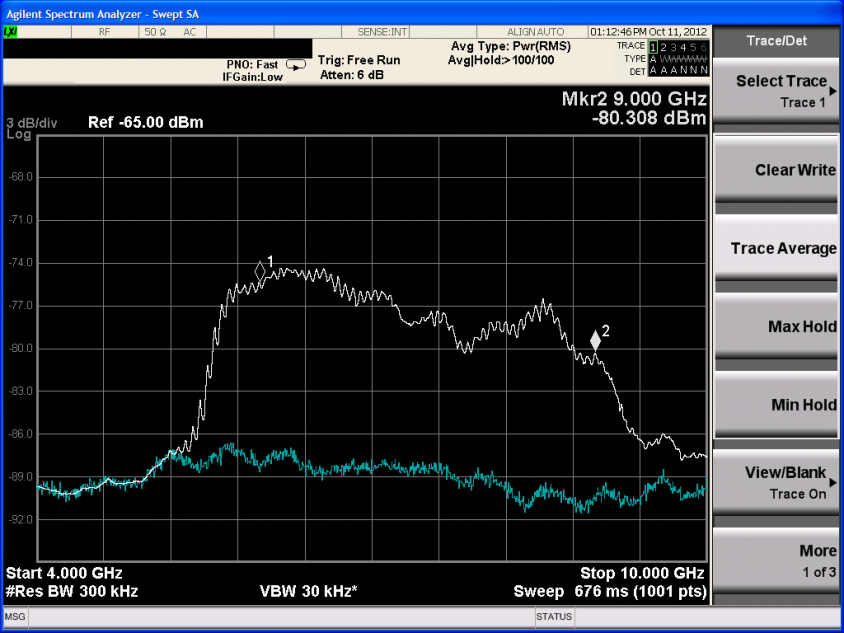 Agilent Spectrum Analyzer - Swept SA
LXI
RF 50 Ω AC SENSE:INT ALIGN AUTO 01:12:46 PM Oct 11, 2012
PNO: Fast
IFGain:Low
Trig: Free Run
Atten: 6 dB
Avg Type: Pwr(RMS)
Avg|Hold:>100/100
TRACE 1 2 3 4 5 6
TYPE A WWWWW
DET A A A N N N
Mkr2 9.000 GHz
-80.308 dBm
3 dB/div Ref -65.00 dBm
Log
-68.0
-71.0
-74.0
-77.0
-80.0
-83.0
-86.0
-89.0
-92.0
1
2
Start 4.000 GHz Stop 10.000 GHz
#Res BW 300 kHz VBW 30 kHz* Sweep 676 ms (1001 pts)
MSG STATUS
Trace/Det
Select Trace
Trace 1
Clear Write
Trace Average
Max Hold
Min Hold
View/Blank
Trace On
More
1 of 3